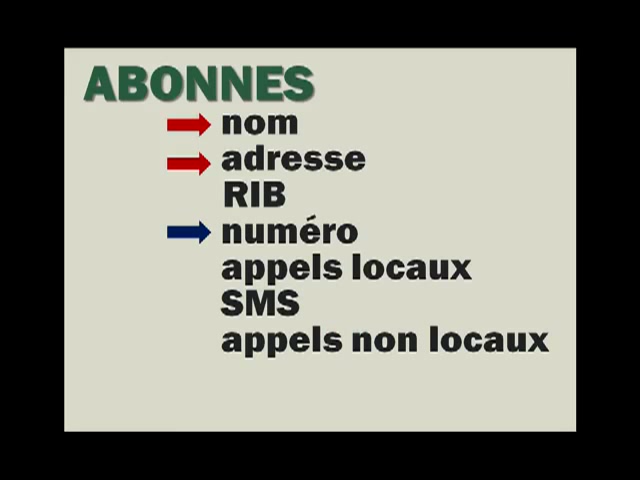 ABONNES
nom
adresse
RIB
numéro
appels locaux
SMS
appels non locaux